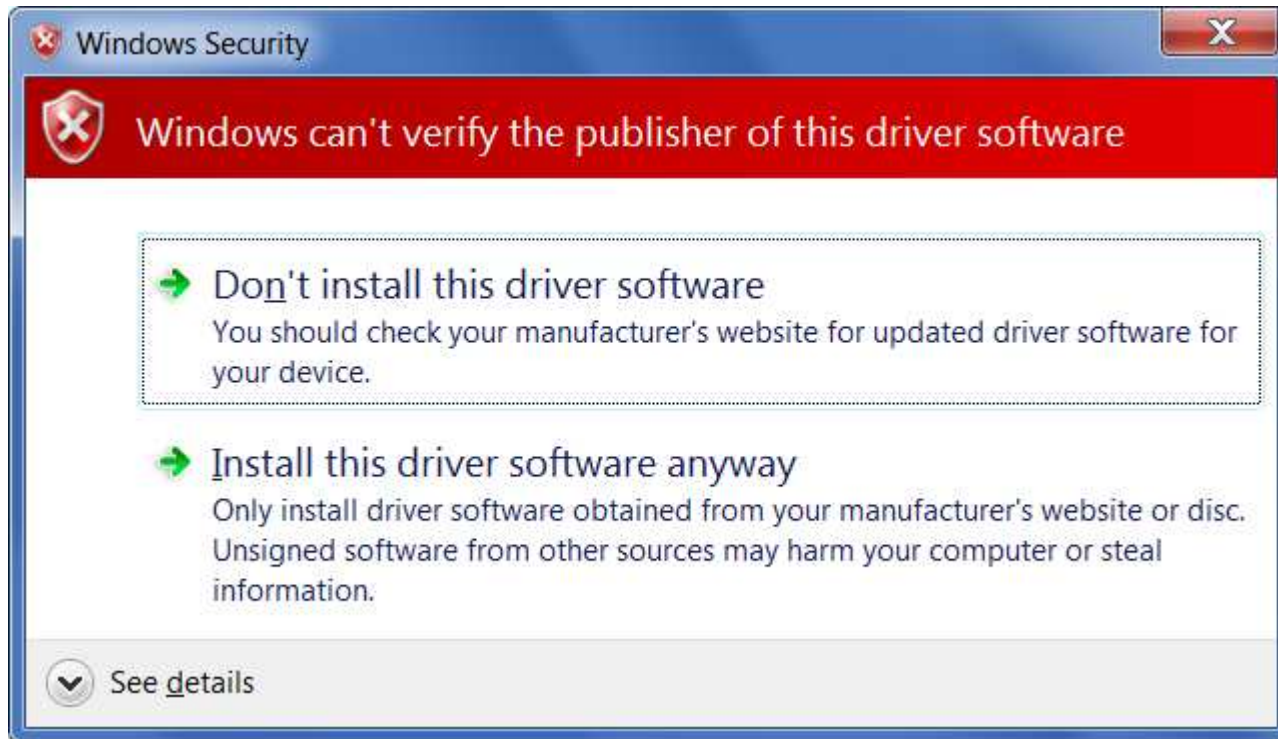 Windows Security
Windows can't verify the publisher of this driver software
Don't install this driver software
You should check your manufacturer's website for updated driver software for
your device.
Install this driver software anyway
Only install driver software obtained from your manufacturer's website or disc.
Unsigned software from other sources may harm your computer or steal
information.
See details